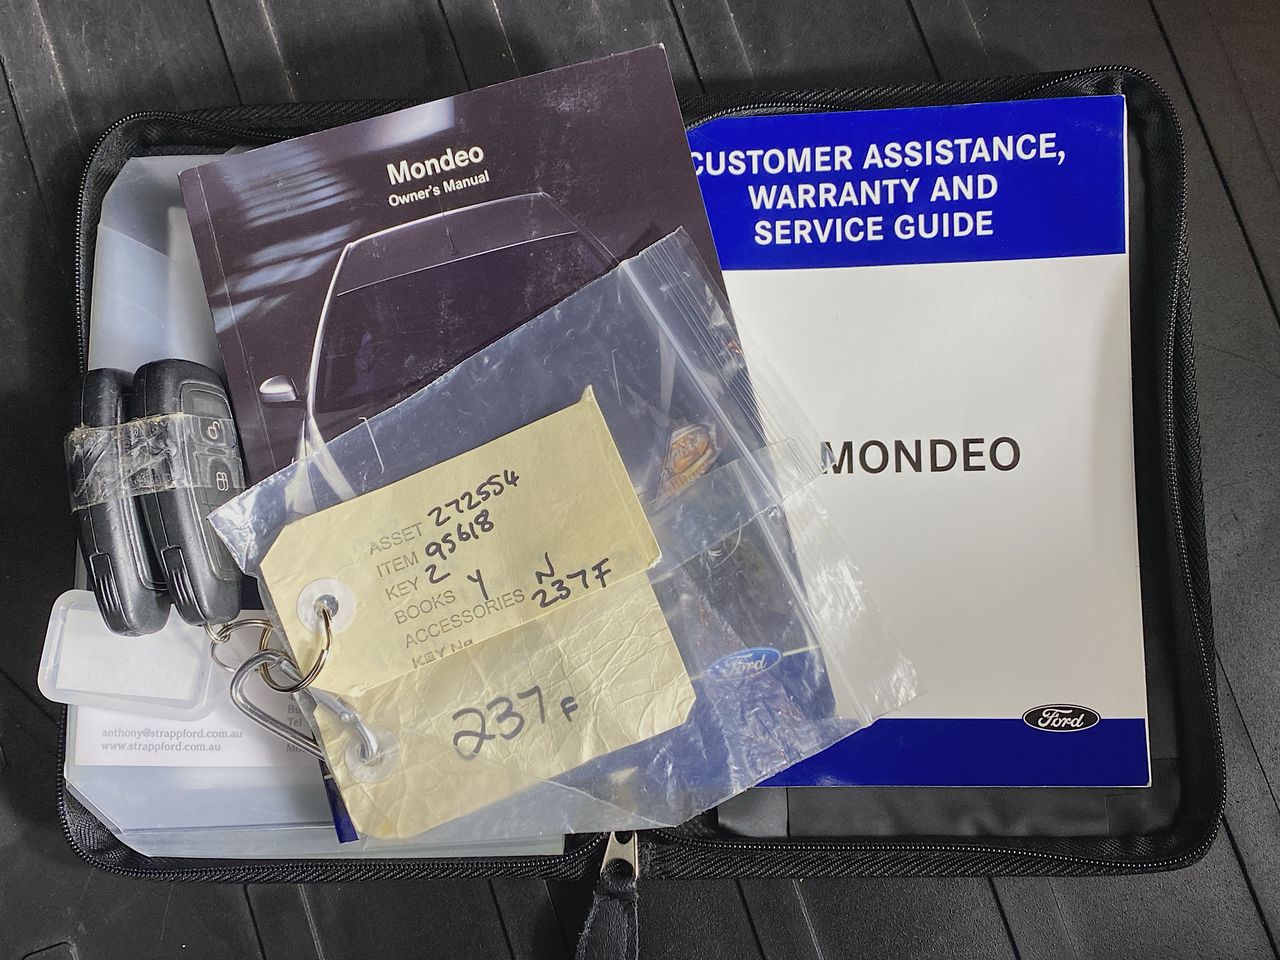 Mondeo
Owner's Manual
CUSTOMER ASSISTANCE,
WARRANTY AND
SERVICE GUIDE
MONDEO
Ford
ASSET 272554
ITEM 95618
KEY 2
BOOKS Y
ACCESSORIES N
KEY No 237F
237F
Ford
Tel
anthony@strappford.com.au
www.strappford.com.au